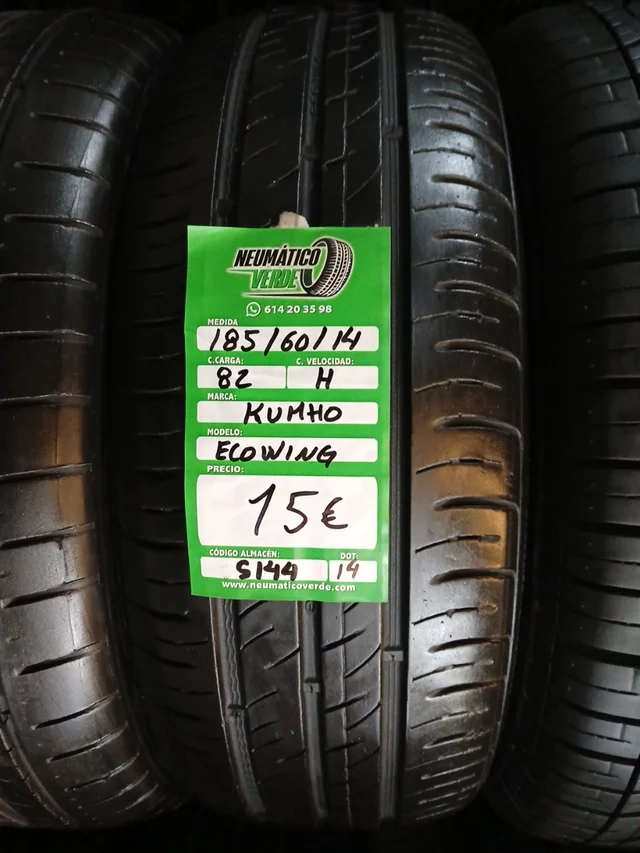 NEUMÁTICO
VERDE
614 20 35 98
MEDIDA
185/60/14
C.CARGA: C. VELOCIDAD:
82 H
MARCA:
KUMHO
MODELO:
ECOWING
PRECIO:
15€
CÓDIGO ALMACÉN: DOT:
S144 14
www.neumaticoverde.com